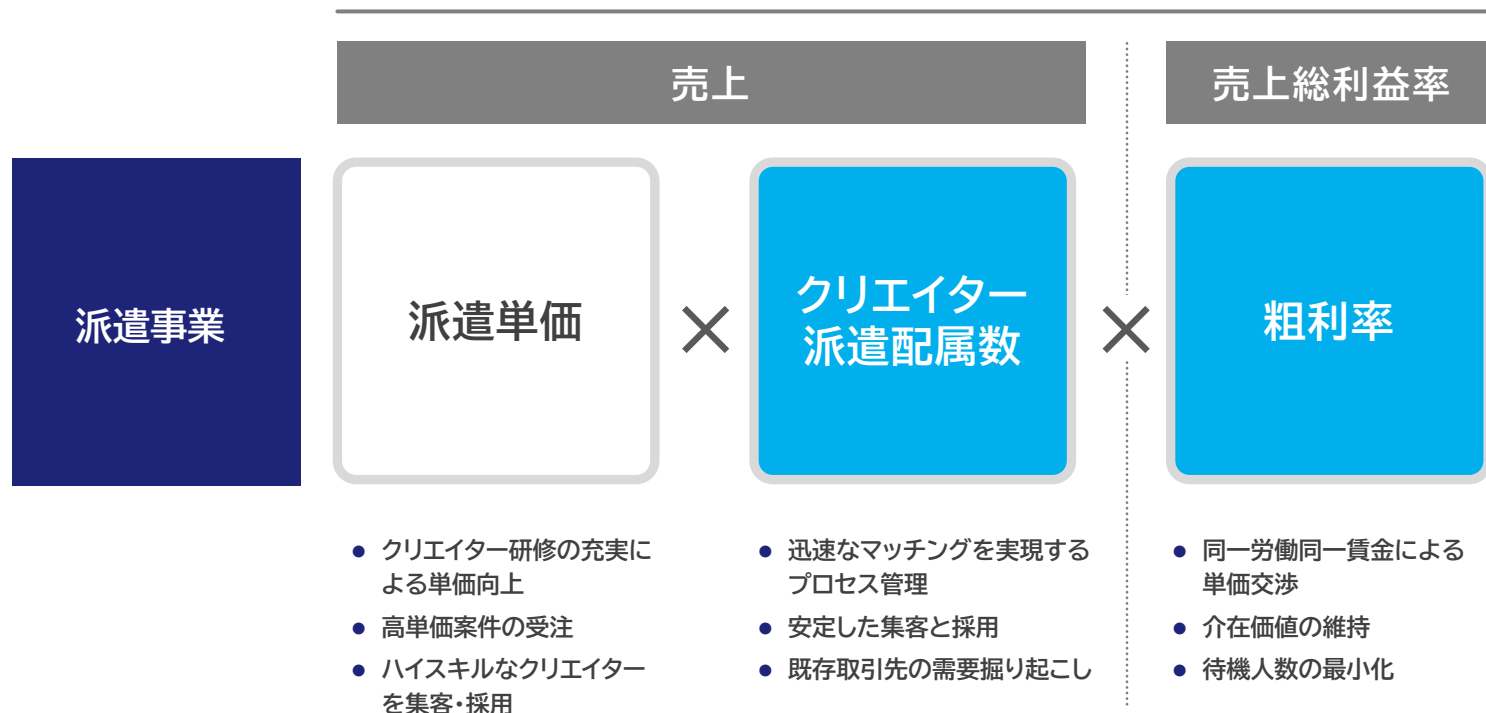 売上
売上総利益率
派遣事業
派遣単価
×
クリエイター
派遣配属数
×
粗利率
● クリエイター研修の充実に
よる単価向上
● 高単価案件の受注
● ハイスキルなクリエイター
を集客・採用
● 迅速なマッチングを実現する
プロセス管理
● 安定した集客と採用
● 既存取引先の需要掘り起こし
● 同一労働同一賃金による
単価交渉
● 介在価値の維持
● 待機人数の最小化